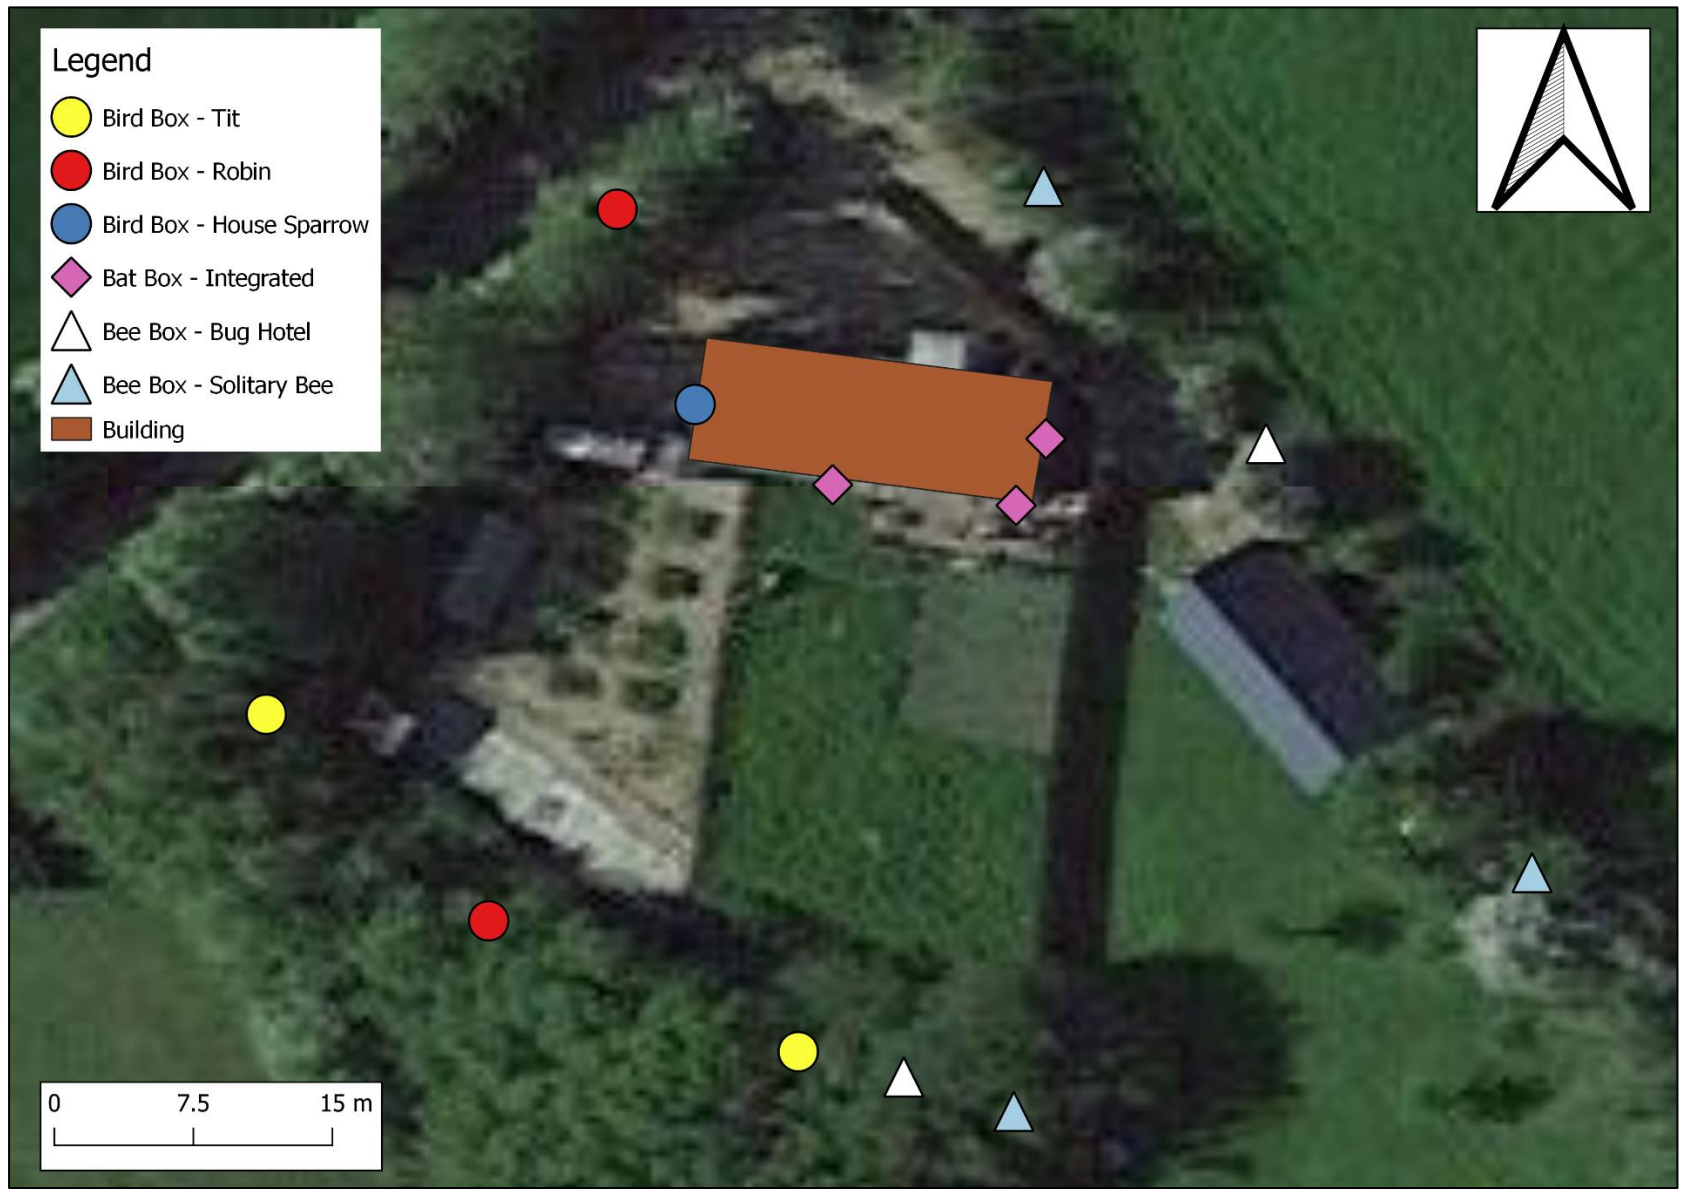 Legend
Bird Box - Tit
Bird Box - Robin
Bird Box - House Sparrow
Bat Box - Integrated
Bee Box - Bug Hotel
Bee Box - Solitary Bee
Building
0 7.5 15 m